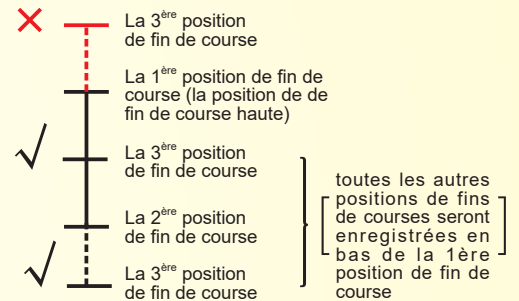 La 3ère position
de fin de course
La 1ère position de fin de
course (la position de de
fin de course haute)
La 3ère position
de fin de course
La 2ère position
de fin de course
La 3ère position
de fin de course
toutes les autres
positions de fins
de courses seront
enregistrées en
bas de la 1ère
position de fin de
course